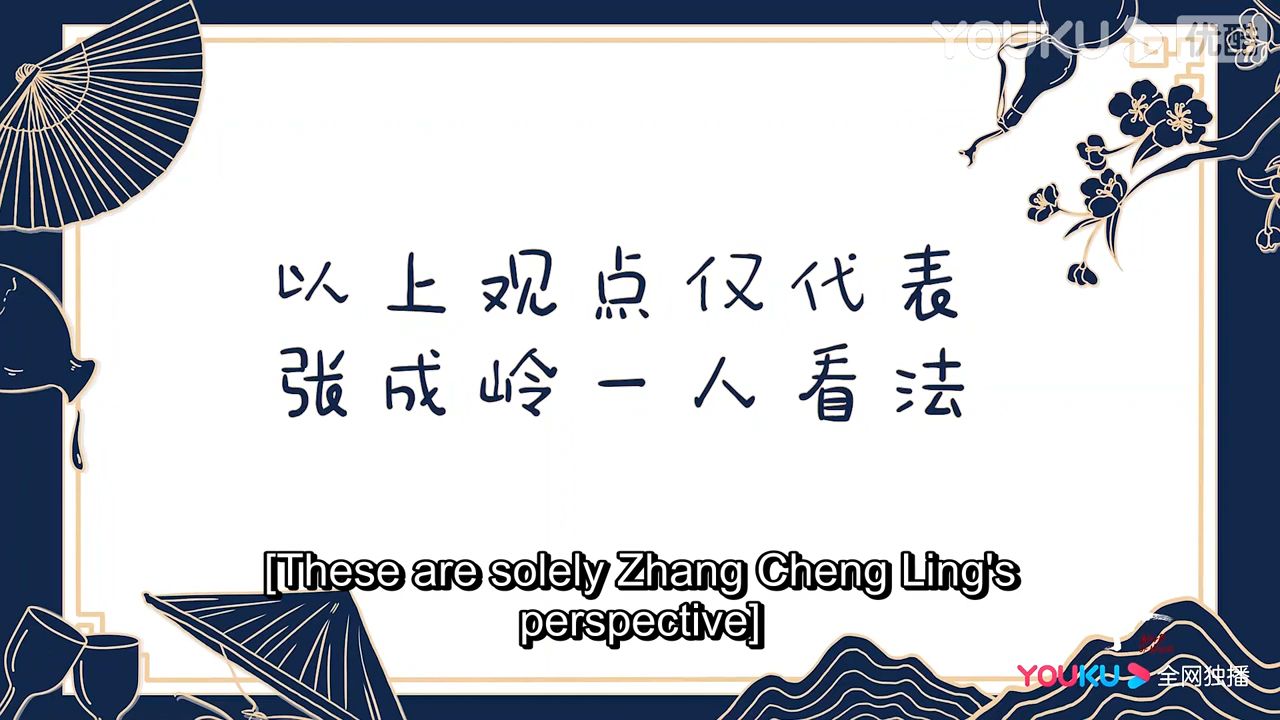 YOUKU 优酷
以上观点仅代表
张成岭一人看法
[These are solely Zhang Cheng Ling's
perspective]
YOUKU 全网独播